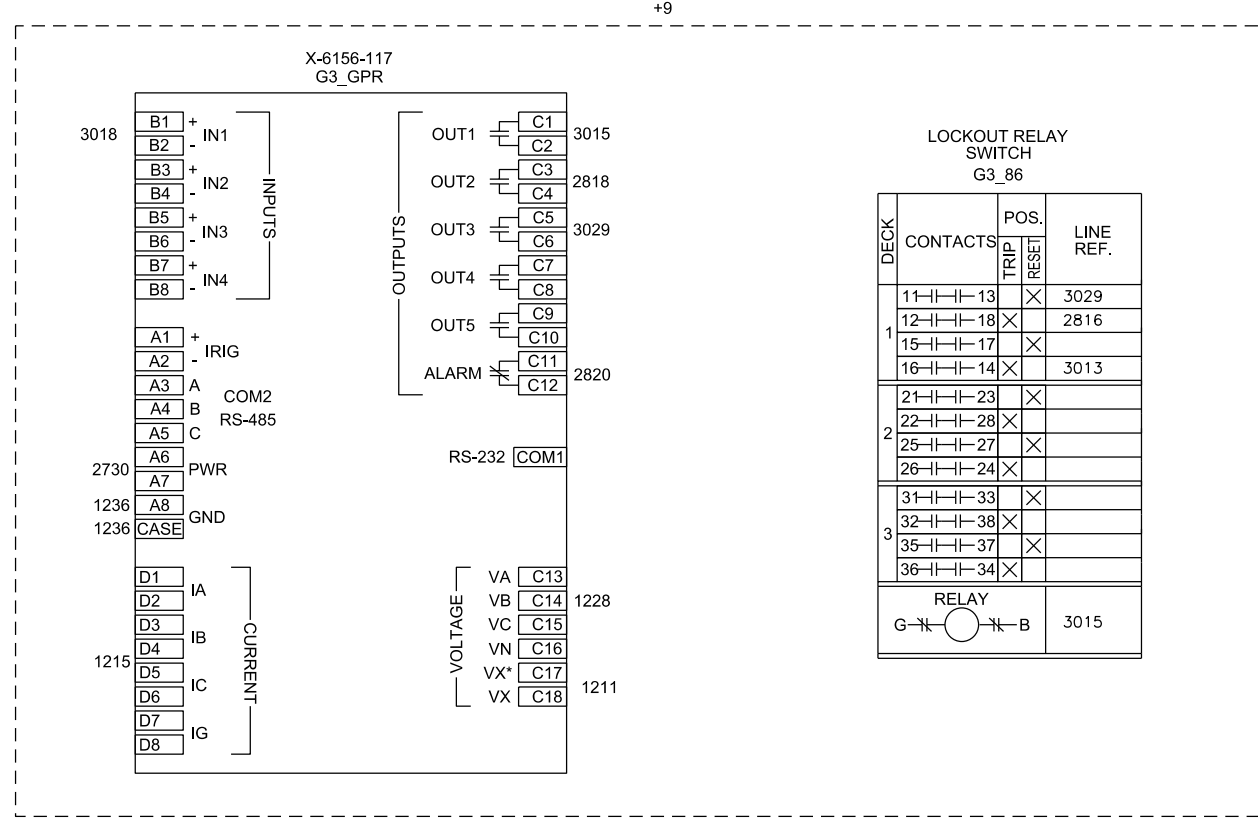 +9
X-6156-117
G3_GPR
3018
B1 +
B2 -
IN1
B3 +
B4 -
IN2
B5 +
B6 -
IN3
B7 +
B8 -
IN4
INPUTS
A1 +
A2 -
IRIG
A3 A
A4 B
A5 C
COM2
RS-485
2730
A6
A7
PWR
1236 A8
1236 CASE
GND
1215
D1
D2
IA
D3
D4
IB
D5
D6
IC
D7
D8
IG
CURRENT
OUTPUTS
OUT1
C1
C2
3015
OUT2
C3
C4
2818
OUT3
C5
C6
3029
OUT4
C7
C8
OUT5
C9
C10
ALARM
C11
C12
2820
RS-232 COM1
VOLTAGE
VA C13
VB C14 1228
VC C15
VN C16
VX* C17
VX C18
1211
LOCKOUT RELAY
SWITCH
G3_86
DECK
CONTACTS
POS.
TRIP
RESET
LINE
REF.
1
11 13 X 3029
12 18 X 2816
15 17 X
16 14 X 3013
2
21 23 X
22 28 X
25 27 X
26 24 X
3
31 33 X
32 38 X
35 37 X
36 34 X
RELAY
G B 3015